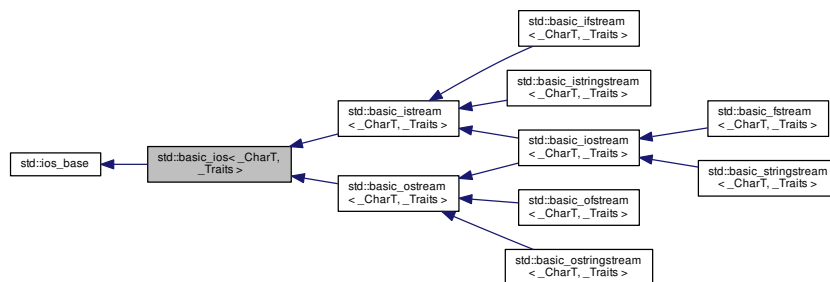 std::ios_base
std::basic_ios< _CharT,
_Traits >
std::basic_istream
< _CharT, _Traits >
std::basic_ostream
< _CharT, _Traits >
std::basic_ifstream
< _CharT, _Traits >
std::basic_istringstream
< _CharT, _Traits >
std::basic_iostream
< _CharT, _Traits >
std::basic_ofstream
< _CharT, _Traits >
std::basic_ostringstream
< _CharT, _Traits >
std::basic_fstream
< _CharT, _Traits >
std::basic_stringstream
< _CharT, _Traits >